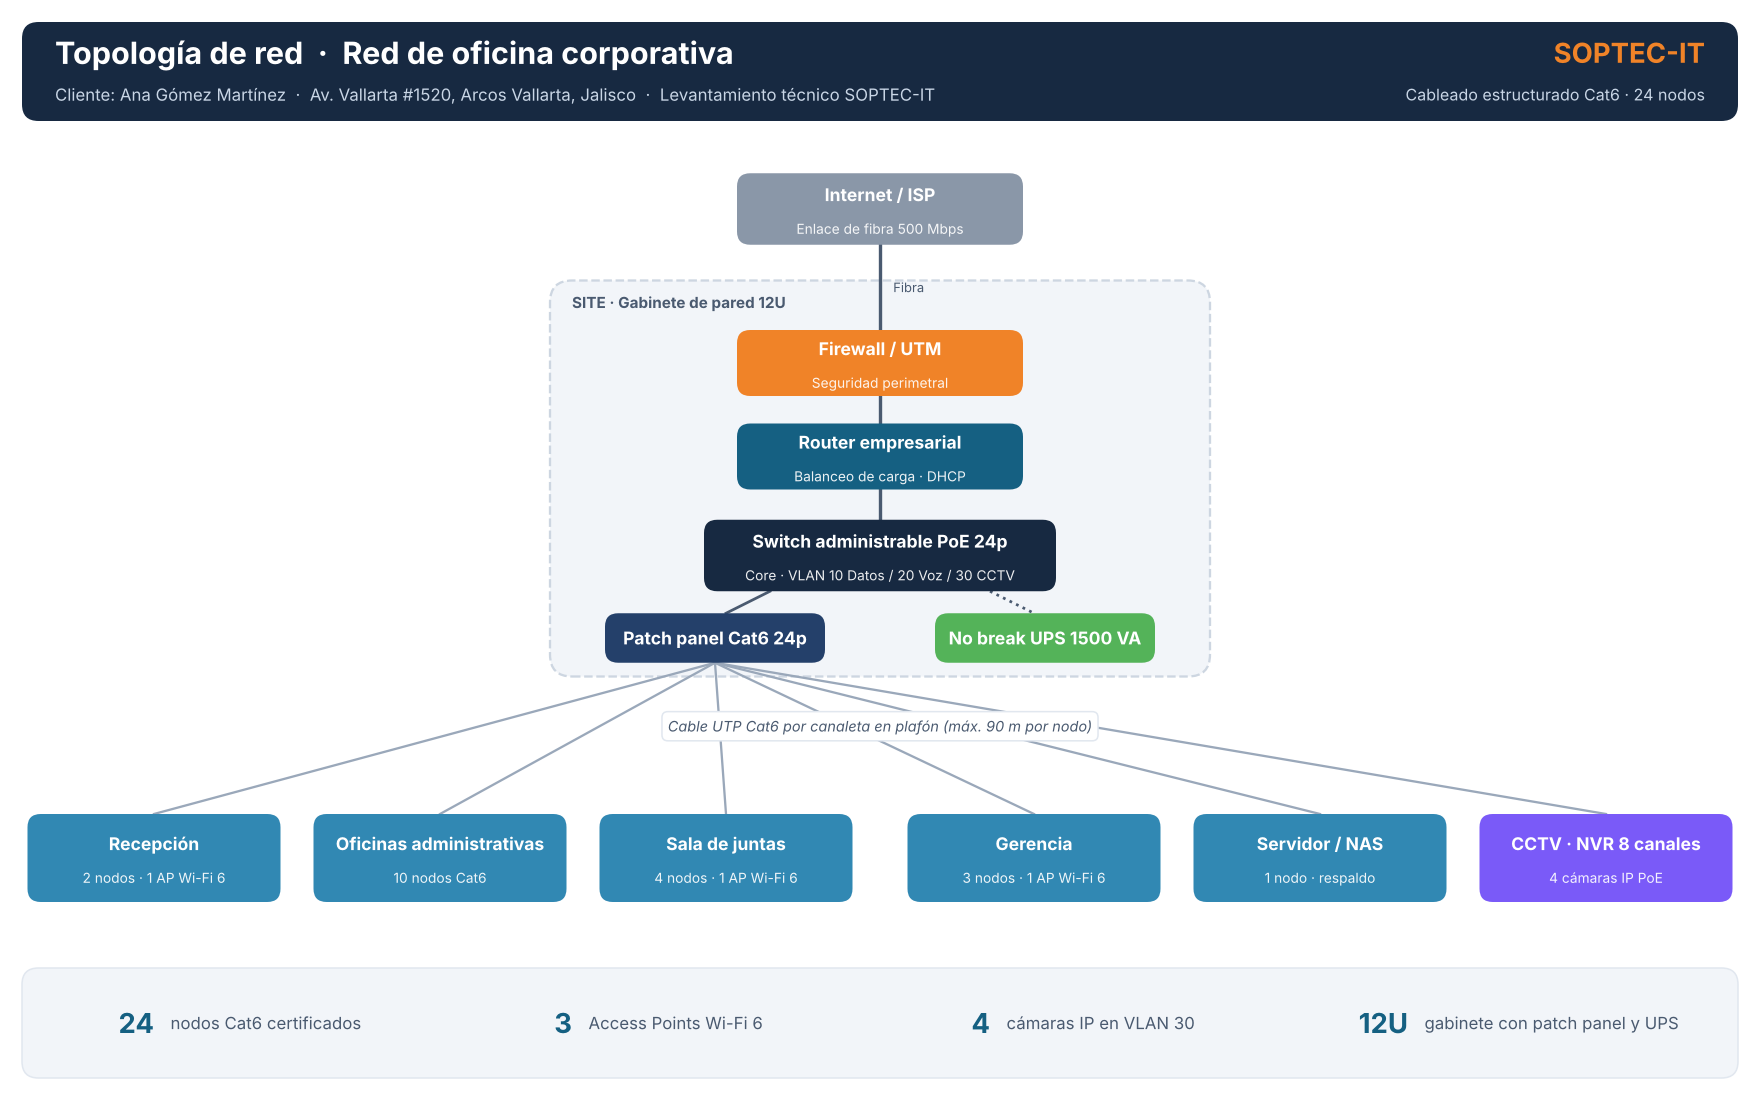 Topología de red · Red de oficina corporativa
SOPTEC-IT
Cliente: Ana Gómez Martínez · Av. Vallarta #1520, Arcos Vallarta, Jalisco · Levantamiento técnico SOPTEC-IT
Cableado estructurado Cat6 · 24 nodos
Internet / ISP
Enlace de fibra 500 Mbps
Fibra
SITE · Gabinete de pared 12U
Firewall / UTM
Seguridad perimetral
Router empresarial
Balanceo de carga · DHCP
Switch administrable PoE 24p
Core · VLAN 10 Datos / 20 Voz / 30 CCTV
Patch panel Cat6 24p
No break UPS 1500 VA
Cable UTP Cat6 por canaleta en plafón (máx. 90 m por nodo)
Recepción
2 nodos · 1 AP Wi-Fi 6
Oficinas administrativas
10 nodos Cat6
Sala de juntas
4 nodos · 1 AP Wi-Fi 6
Gerencia
3 nodos · 1 AP Wi-Fi 6
Servidor / NAS
1 nodo · respaldo
CCTV · NVR 8 canales
4 cámaras IP PoE
24 nodos Cat6 certificados
3 Access Points Wi-Fi 6
4 cámaras IP en VLAN 30
12U gabinete con patch panel y UPS